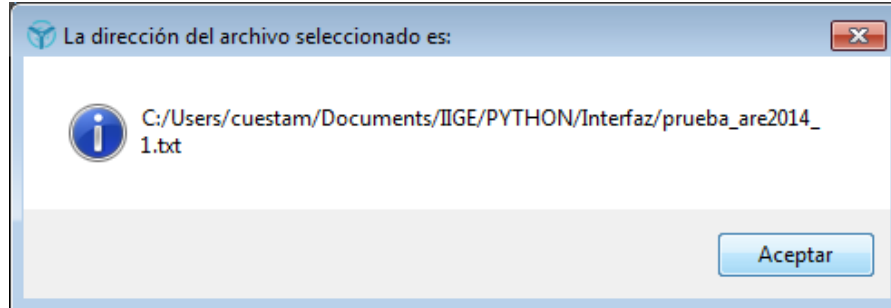 La dirección del archivo seleccionado es:
C:/Users/cuestam/Documents/IIGE/PYTHON/Interfaz/prueba_are2014_
1.txt
Aceptar